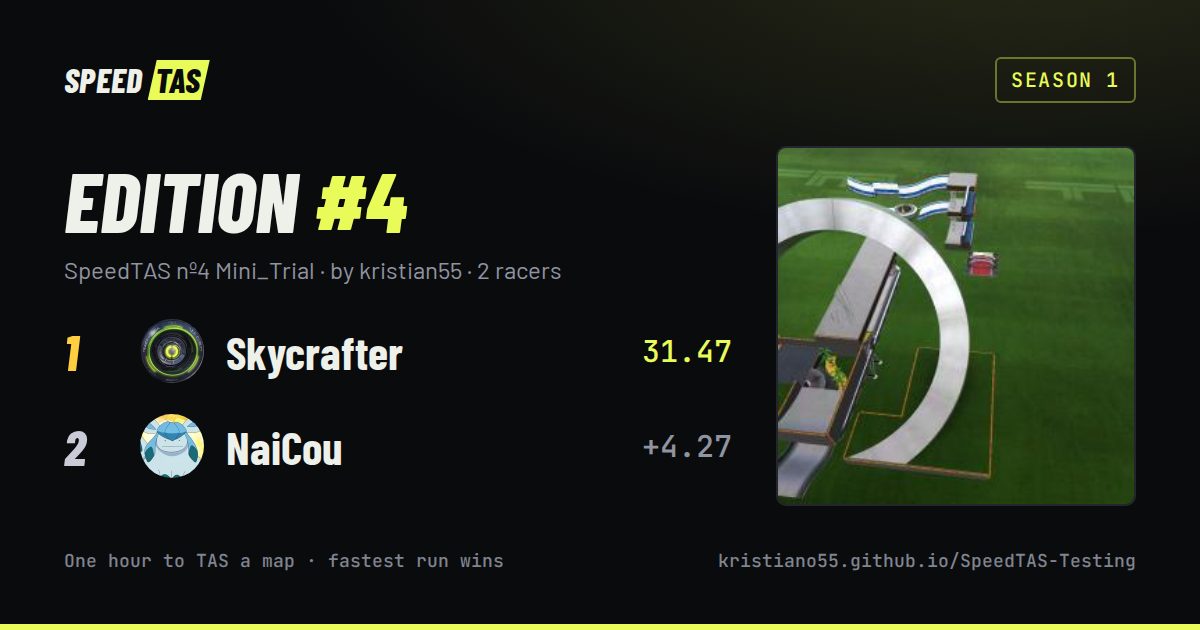 SPEED TAS
SEASON 1
EDITION #4
SpeedTAS nº4 Mini_Trial · by kristian55 · 2 racers
1 Skycrafter 31.47
2 NaiCou +4.27
One hour to TAS a map · fastest run wins
kristiano55.github.io/SpeedTAS-Testing